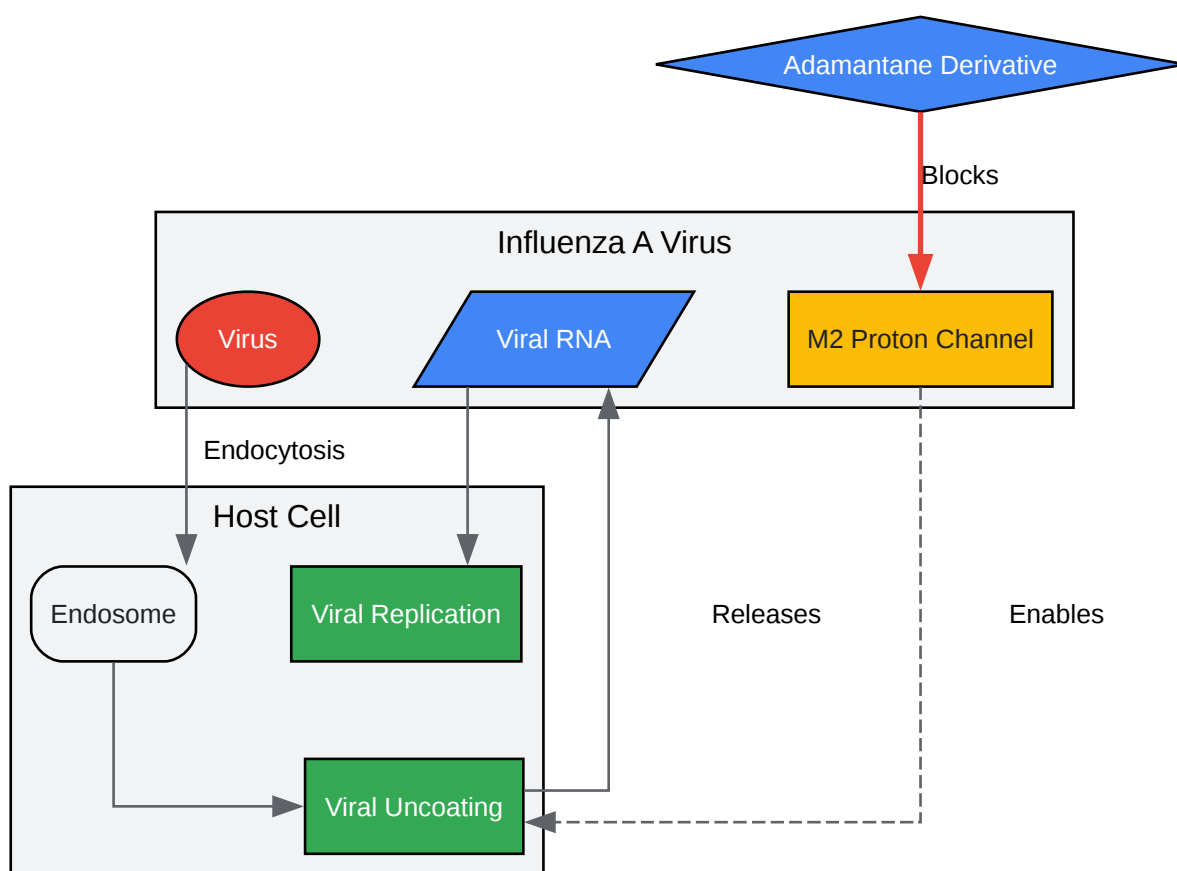 Adamantane Derivative
Blocks
Influenza A Virus
Virus
Viral RNA
M2 Proton Channel
Endocytosis
Host Cell
Endosome
Viral Replication
Releases
Enables
Viral Uncoating